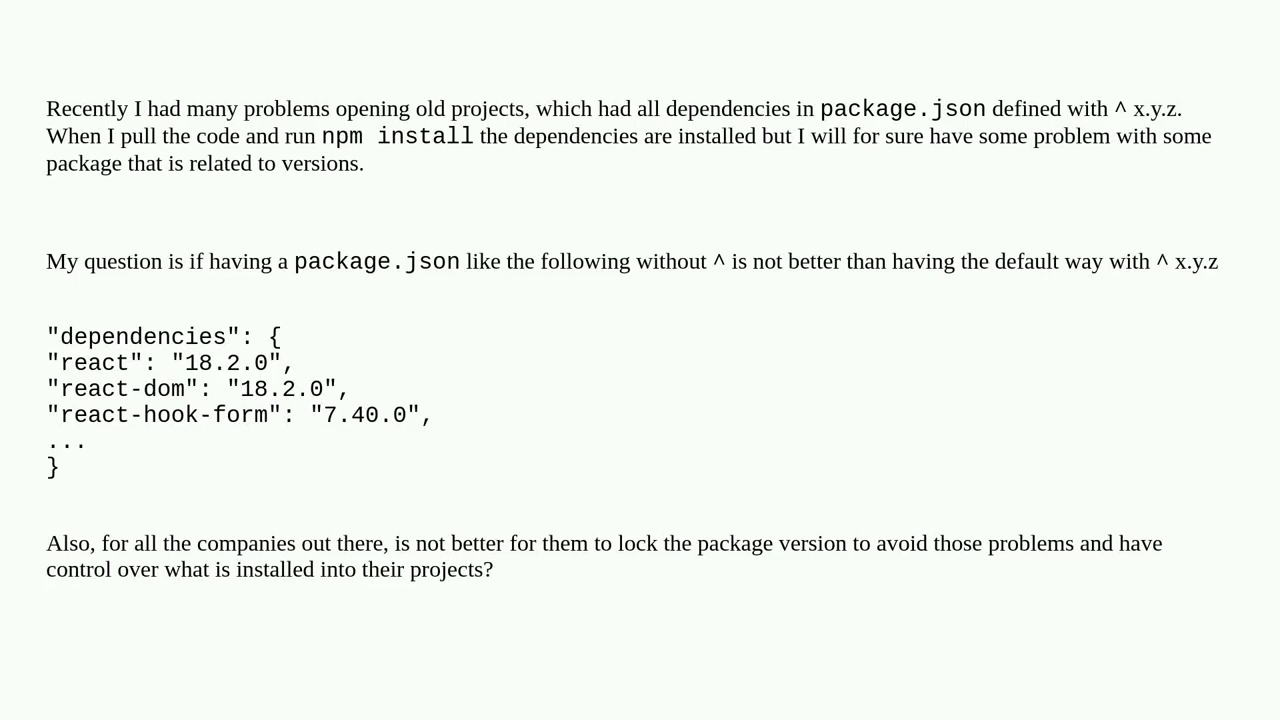 Recently I had many problems opening old projects, which had all dependencies in package.json defined with ^ x.y.z.
When I pull the code and run npm install the dependencies are installed but I will for sure have some problem with some
package that is related to versions.
My question is if having a package.json like the following without ^ is not better than having the default way with ^ x.y.z
"dependencies": {
"react": "18.2.0",
"react-dom": "18.2.0",
"react-hook-form": "7.40.0",
...
}
Also, for all the companies out there, is not better for them to lock the package version to avoid those problems and have
control over what is installed into their projects?